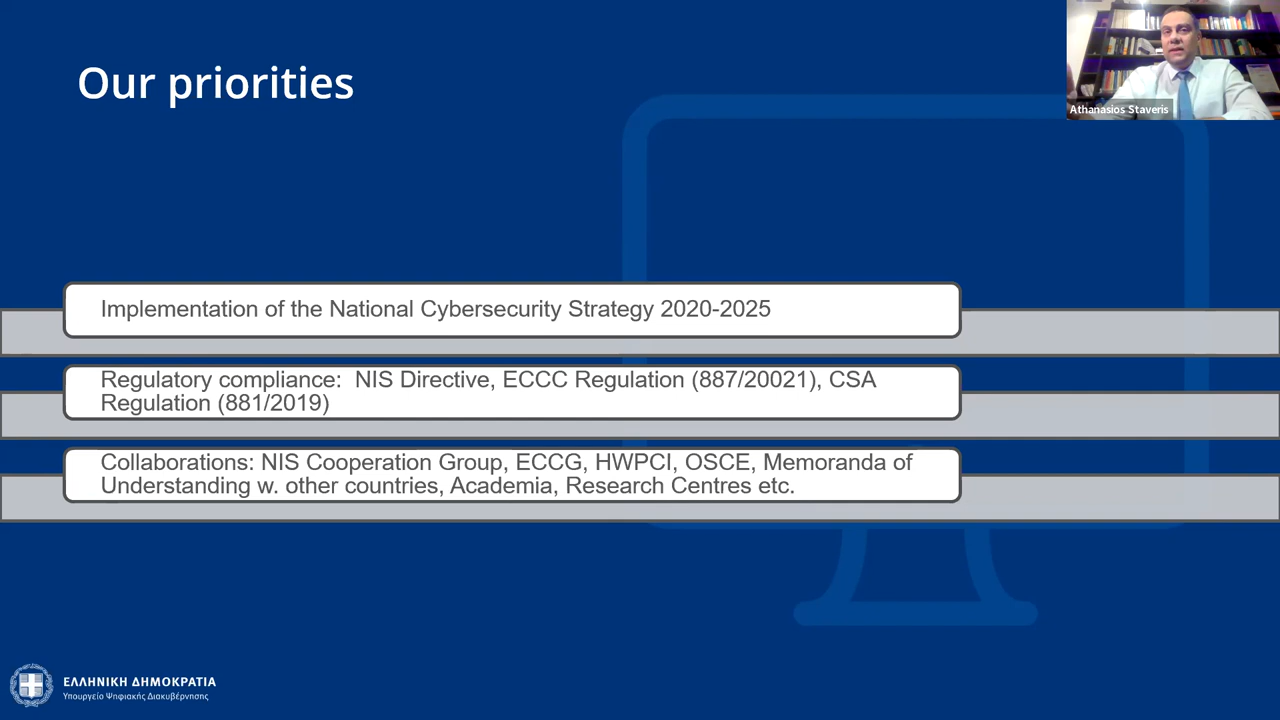 Our priorities
Athanasios Staveris
Implementation of the National Cybersecurity Strategy 2020-2025
Regulatory compliance:  NIS Directive, ECCC Regulation (887/20021), CSA
Regulation (881/2019)
Collaborations: NIS Cooperation Group, ECCG, HWPCI, OSCE, Memoranda of
Understanding w. other countries, Academia, Research Centres etc.
ΕΛΛΗΝΙΚΗ ΔΗΜΟΚΡΑΤΙΑ
Υπουργείο Ψηφιακής Διακυβέρνησης